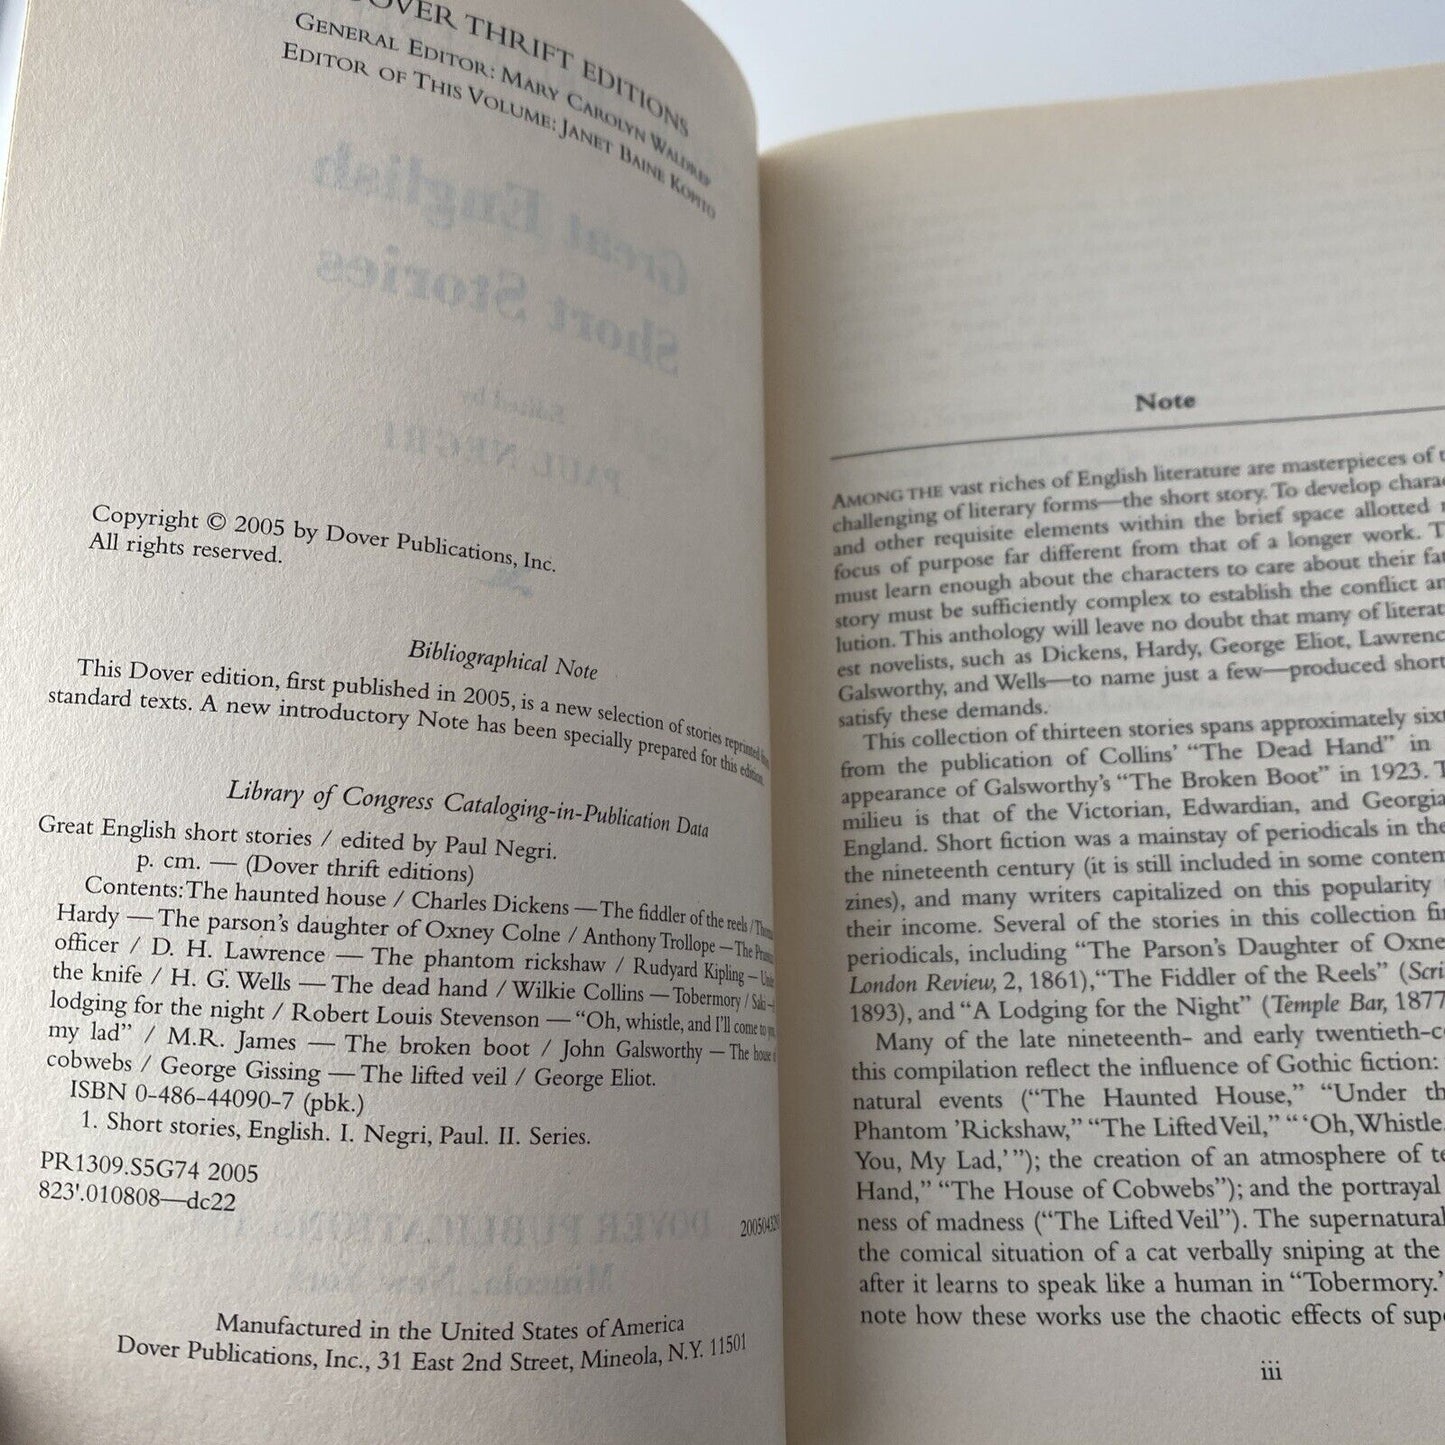 DOVER THRIFT EDITIONS
GENERAL EDITOR: MARY CAROLYN WALDREP
EDITOR OF THIS VOLUME: JANET BAINE KOPITO
Great English
Short Stories
Edited by
PAUL NEGRI
Copyright © 2005 by Dover Publications, Inc.
All rights reserved.
Bibliographical Note
This Dover edition, first published in 2005, is a new selection of stories reprinted from
standard texts. A new introductory Note has been specially prepared for this edition.
Library of Congress Cataloging-in-Publication Data
Great English short stories / edited by Paul Negri.
p. cm. — (Dover thrift editions)
Contents: The haunted house / Charles Dickens — The fiddler of the reels /
Hardy — The parson's daughter of Oxney Colne / Anthony Trollope — The
officer / D. H. Lawrence — The phantom rickshaw / Rudyard Kipling —
the knife / H. G. Wells — The dead hand / Wilkie Collins — Tobermory / Saki —
lodging for the night / Robert Louis Stevenson — "Oh, whistle, and I'll come to
my lad" / M.R. James — The broken boot / John Galsworthy — The house
cobwebs / George Gissing — The lifted veil / George Eliot.
ISBN 0-486-44090-7 (pbk.)
1. Short stories, English. I. Negri, Paul. II. Series.
PR1309.S5G74 2005
823'.010808—dc22
DOVER PUBLICATIONS
Mineola, New York
Manufactured in the United States of America
Dover Publications, Inc., 31 East 2nd Street, Mineola, N.Y. 11501
Note
AMONG THE vast riches of English literature are masterpieces of
challenging of literary forms—the short story. To develop
and other requisite elements within the brief space allotted
focus of purpose far different from that of a longer work.
must learn enough about the characters to care about their
story must be sufficiently complex to establish the conflict
lution. This anthology will leave no doubt that many of
est novelists, such as Dickens, Hardy, George Eliot,
Galsworthy, and Wells—to name just a few—produced short
satisfy these demands.
This collection of thirteen stories spans approximately
from the publication of Collins' "The Dead Hand" in
appearance of Galsworthy's "The Broken Boot" in 1923.
milieu is that of the Victorian, Edwardian, and
England. Short fiction was a mainstay of periodicals in the
the nineteenth century (it is still included in some
zines), and many writers capitalized on this popularity
their income. Several of the stories in this collection
periodicals, including "The Parson's Daughter of
London Review, 2, 1861), "The Fiddler of the Reels" (
1893), and "A Lodging for the Night" (Temple Bar, 1877
Many of the late nineteenth- and early
this compilation reflect the influence of Gothic fiction:
natural events ("The Haunted House," "Under
Phantom 'Rickshaw," "The Lifted Veil," " 'Oh, Whistle,
You, My Lad,' "); the creation of an atmosphere of
Hand," "The House of Cobwebs"); and the portrayal
ness of madness ("The Lifted Veil"). The supernatural
the comical situation of a cat verbally sniping at the
after it learns to speak like a human in "Tobermory."
note how these works use the chaotic effects of
iii